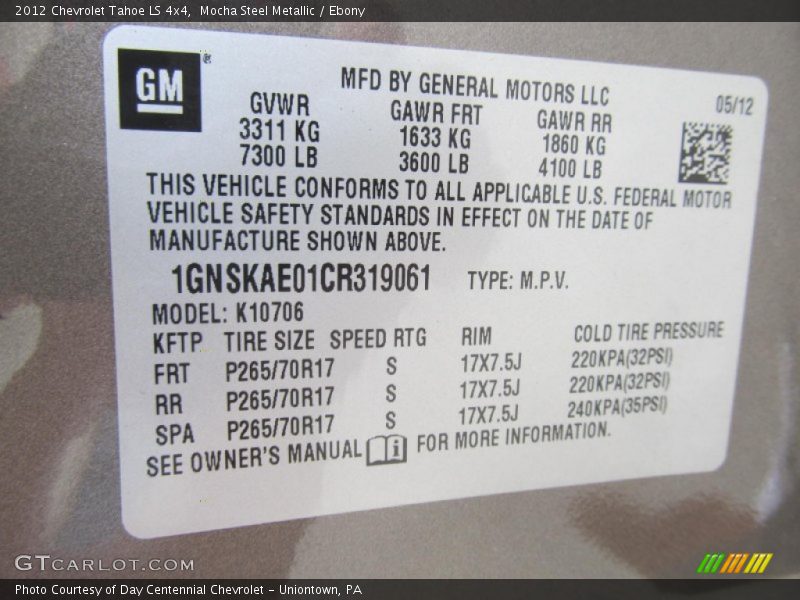 2012 Chevrolet Tahoe LS 4x4, Mocha Steel Metallic / Ebony
GM ®
MFD BY GENERAL MOTORS LLC
05/12
GVWR GAWR FRT GAWR RR
3311 KG 1633 KG 1860 KG
7300 LB 3600 LB 4100 LB
THIS VEHICLE CONFORMS TO ALL APPLICABLE U.S. FEDERAL MOTOR
VEHICLE SAFETY STANDARDS IN EFFECT ON THE DATE OF
MANUFACTURE SHOWN ABOVE.
1GNSKAE01CR319061 TYPE: M.P.V.
MODEL: K10706
KFTP TIRE SIZE SPEED RTG RIM COLD TIRE PRESSURE
FRT P265/70R17 S 17X7.5J 220KPA(32PSI)
RR P265/70R17 S 17X7.5J 220KPA(32PSI)
SPA P265/70R17 S 17X7.5J 240KPA(35PSI)
SEE OWNER'S MANUAL FOR MORE INFORMATION.
GTCARLOT.COM
Photo Courtesy of Day Centennial Chevrolet - Uniontown, PA